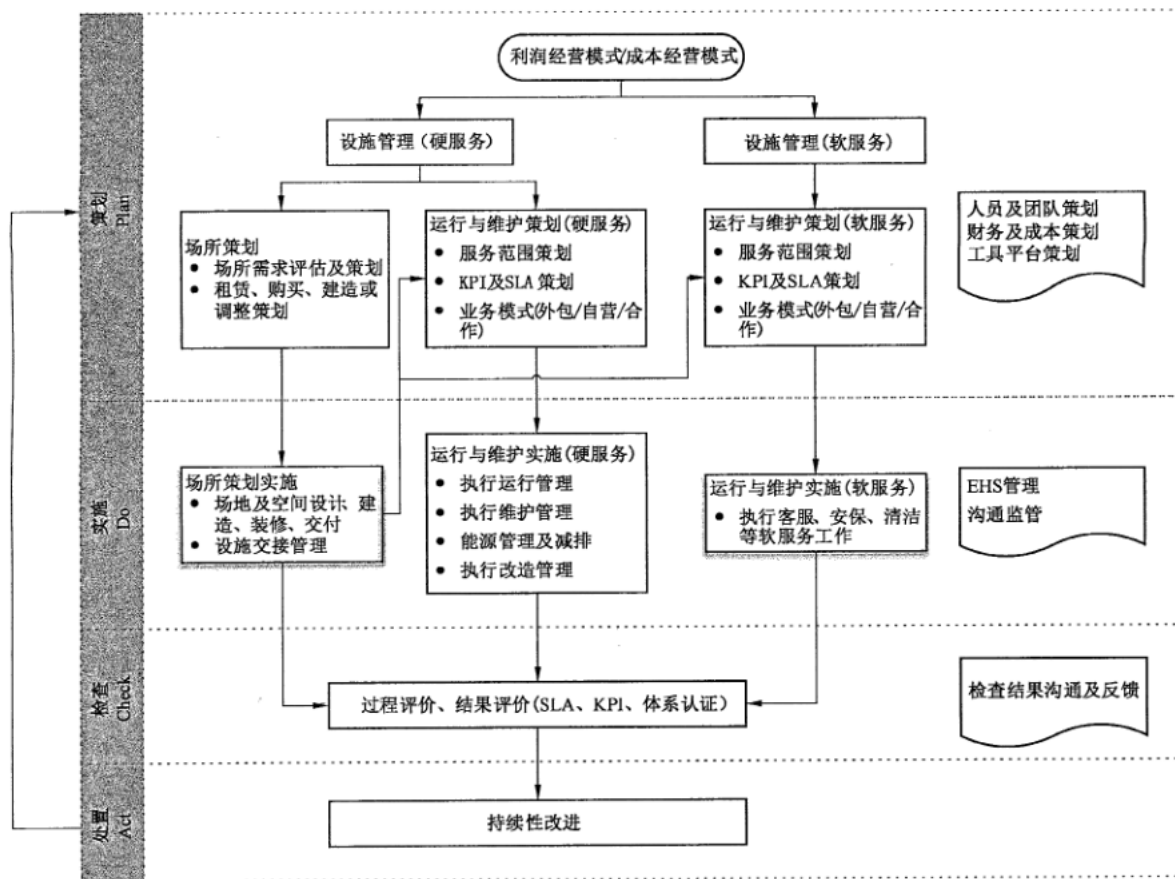 利润经营模式/成本经营模式
设施管理（硬服务）
设施管理(软服务)
策划
Plan
场所策划
● 场所需求评估及策划
● 租赁、购买、建造或
调整策划
运行与维护策划(硬服务)
● 服务范围策划
● KPI及SLA策划
● 业务模式(外包/自营/合
作)
运行与维护策划(软服务)
● 服务范围策划
● KPI及SLA策划
● 业务模式(外包/自营/合
作)
人员及团队策划
财务及成本策划
工具平台策划
实施
Do
场所策划实施
● 场地及空间设计、建
造、装修、交付
● 设施交接管理
运行与维护实施(硬服务)
● 执行运行管理
● 执行维护管理
● 能源管理及减排
● 执行改造管理
运行与维护实施(软服务)
● 执行客服、安保、清洁
等软服务工作
EHS管理
沟通监管
检查
Check
过程评价、结果评价(SLA、KPI、体系认证)
检查结果沟通及反馈
处置
Act
持续性改进